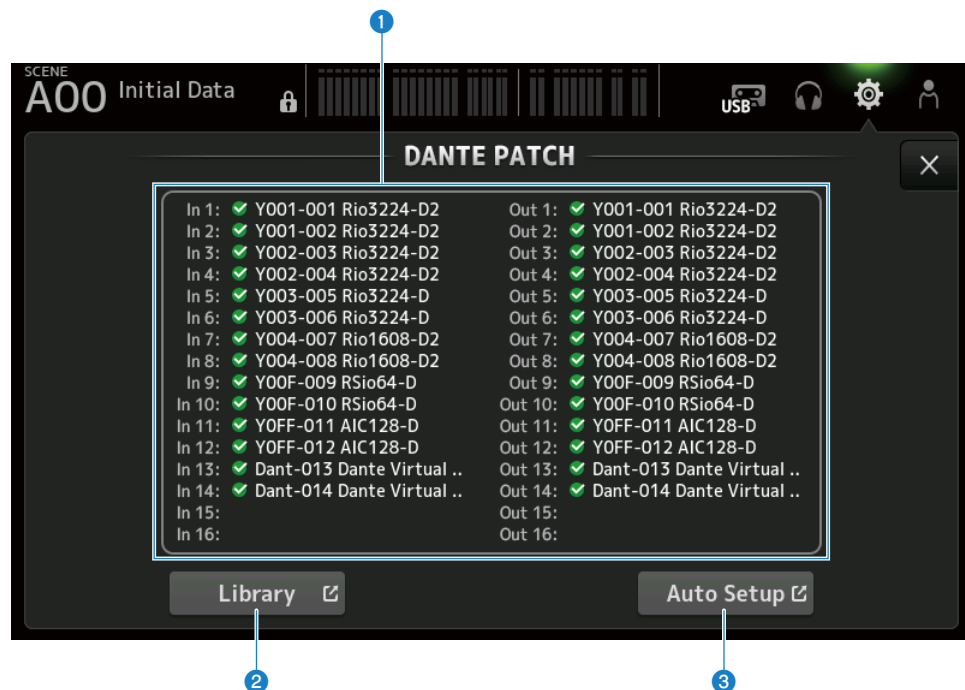 1
SCENE
A00 Initial Data
USB
DANTE PATCH
In 1: Y001-001 Rio3224-D2 Out 1: Y001-001 Rio3224-D2
In 2: Y001-002 Rio3224-D2 Out 2: Y001-002 Rio3224-D2
In 3: Y002-003 Rio3224-D2 Out 3: Y002-003 Rio3224-D2
In 4: Y002-004 Rio3224-D2 Out 4: Y002-004 Rio3224-D2
In 5: Y003-005 Rio3224-D Out 5: Y003-005 Rio3224-D
In 6: Y003-006 Rio3224-D Out 6: Y003-006 Rio3224-D
In 7: Y004-007 Rio1608-D2 Out 7: Y004-007 Rio1608-D2
In 8: Y004-008 Rio1608-D2 Out 8: Y004-008 Rio1608-D2
In 9: Y00F-009 RSio64-D Out 9: Y00F-009 RSio64-D
In 10: Y00F-010 RSio64-D Out 10: Y00F-010 RSio64-D
In 11: Y0FF-011 AIC128-D Out 11: Y0FF-011 AIC128-D
In 12: Y0FF-012 AIC128-D Out 12: Y0FF-012 AIC128-D
In 13: Dant-013 Dante Virtual .. Out 13: Dant-013 Dante Virtual ..
In 14: Dant-014 Dante Virtual .. Out 14: Dant-014 Dante Virtual ..
In 15: Out 15:
In 16: Out 16:
Library Auto Setup
2 3